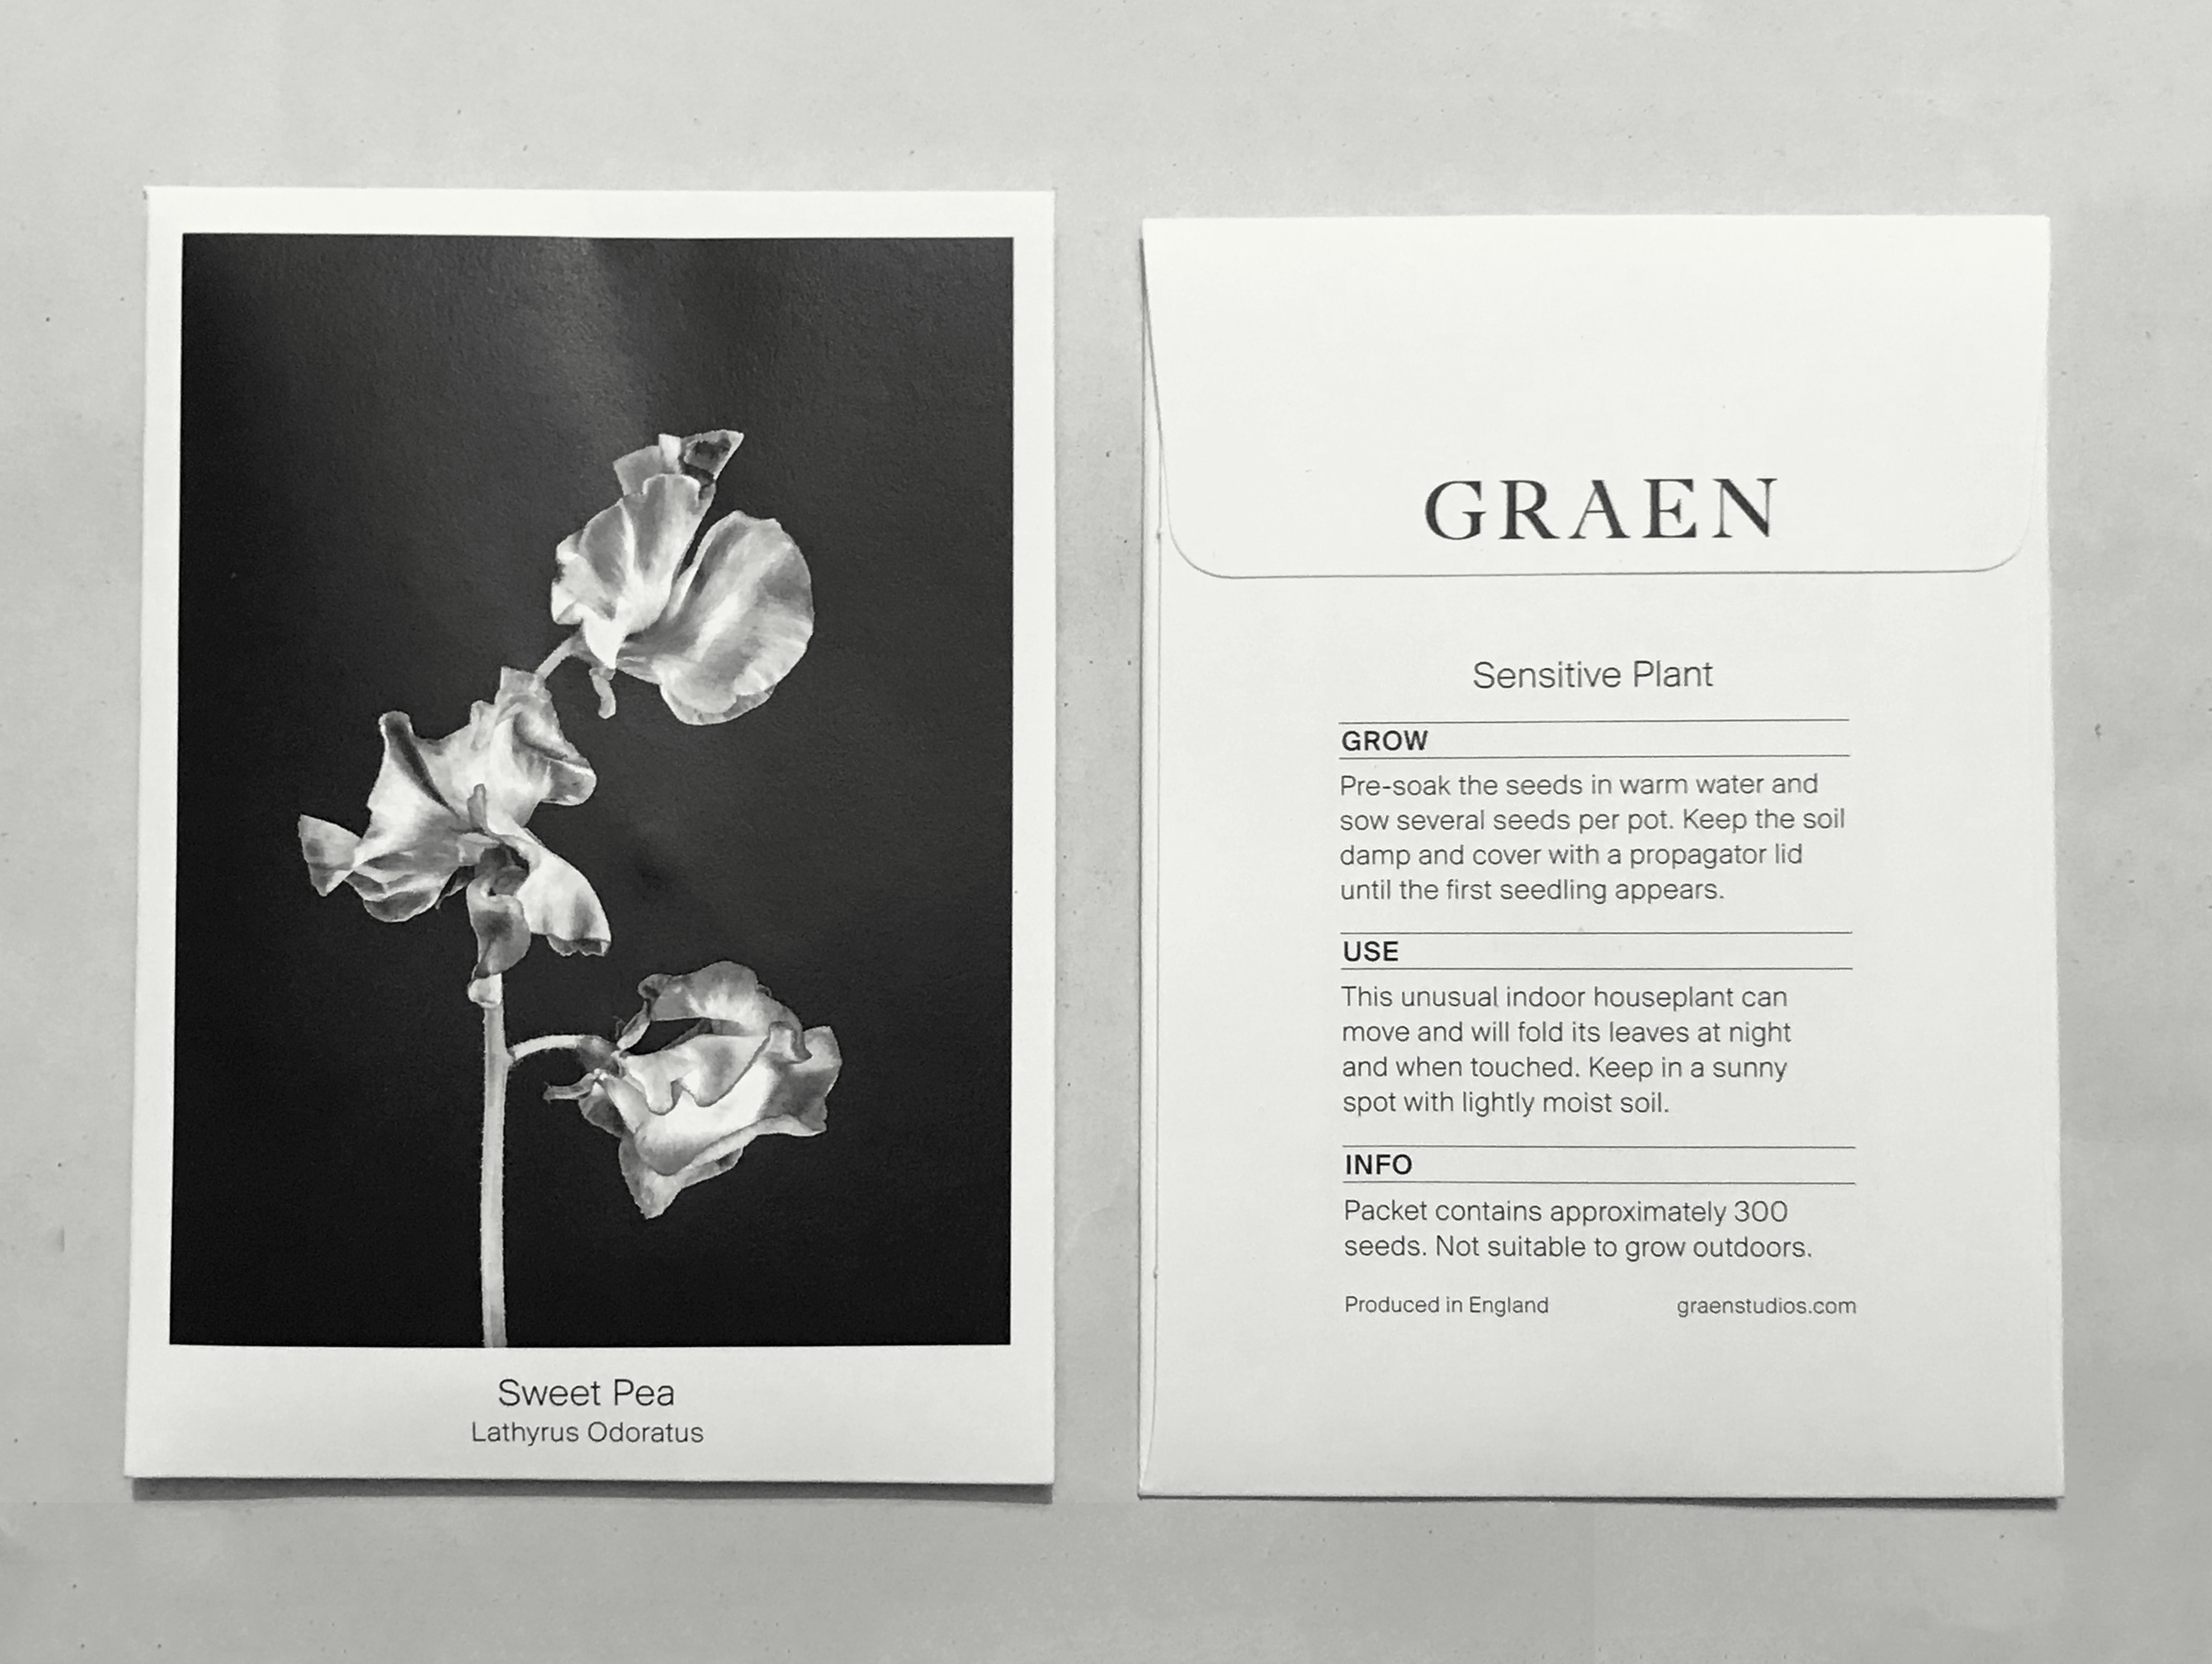 Sweet Pea
Lathyrus Odoratus
GRAEN
Sensitive Plant
GROW
Pre-soak the seeds in warm water and
sow several seeds per pot. Keep the soil
damp and cover with a propagator lid
until the first seedling appears.
USE
This unusual indoor houseplant can
move and will fold its leaves at night
and when touched. Keep in a sunny
spot with lightly moist soil.
INFO
Packet contains approximately 300
seeds. Not suitable to grow outdoors.
Produced in England graenstudios.com